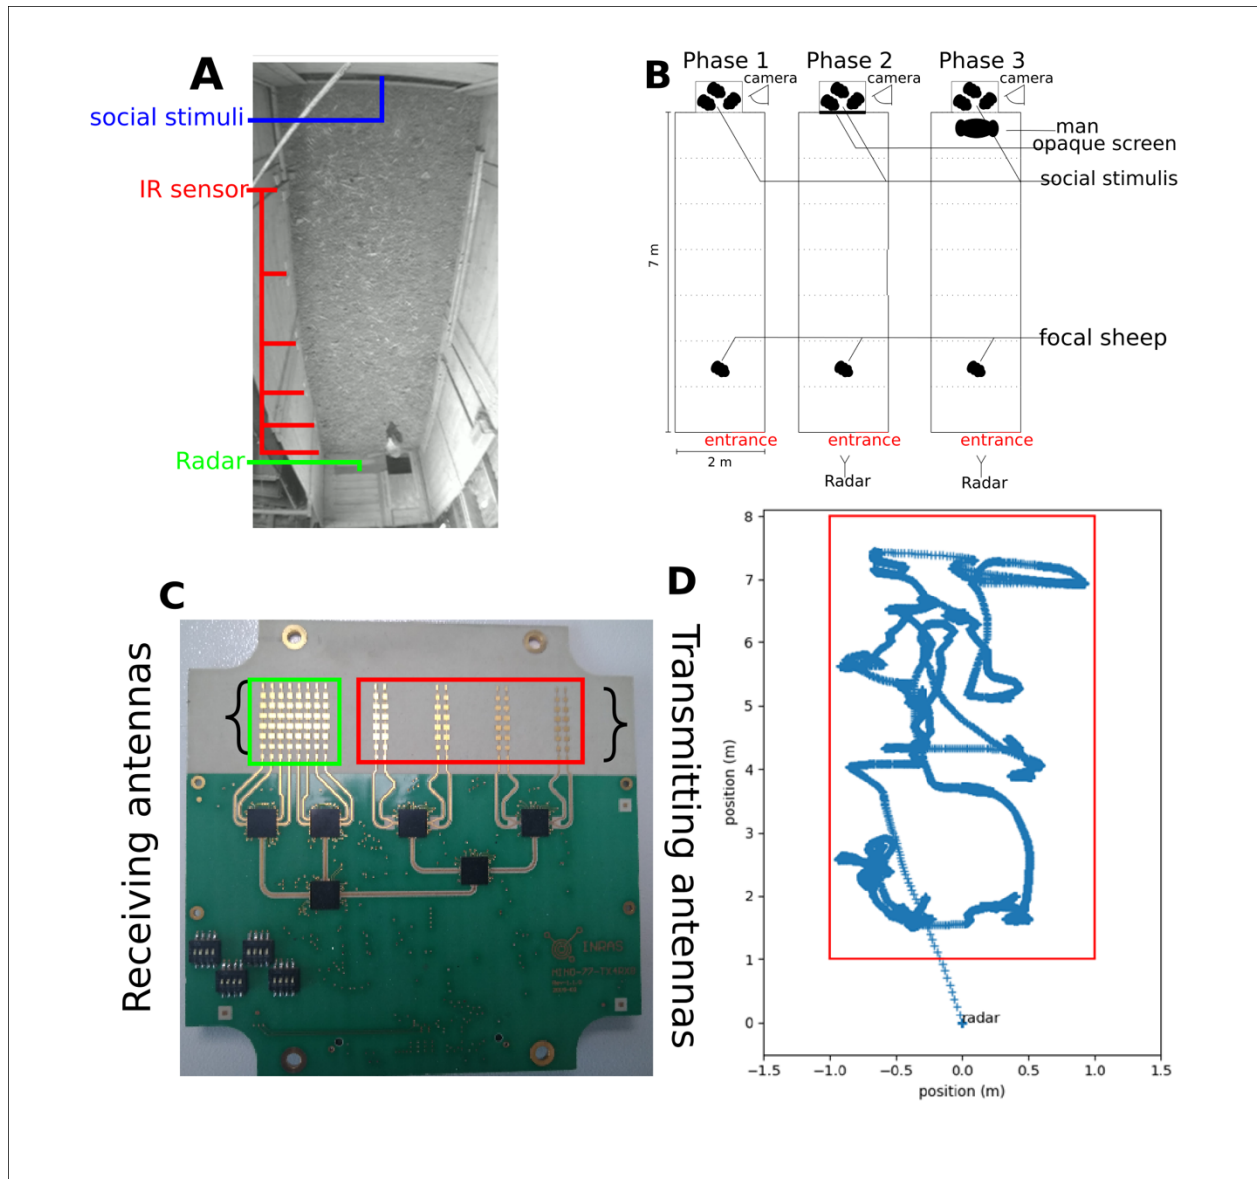 A
social stimuli
IR sensor
Radar
B
Phase 1
Phase 2
Phase 3
camera
camera
camera
man
opaque screen
social stimulis
7 m
focal sheep
entrance
entrance
entrance
2 m
Radar
Radar
C
Receiving antennas
Transmitting antennas
INRAS
D
8
7
6
5
4
3
2
1
0
position (m)
radar
−1.5
−1.0
−0.5
0.0
0.5
1.0
1.5
position (m)